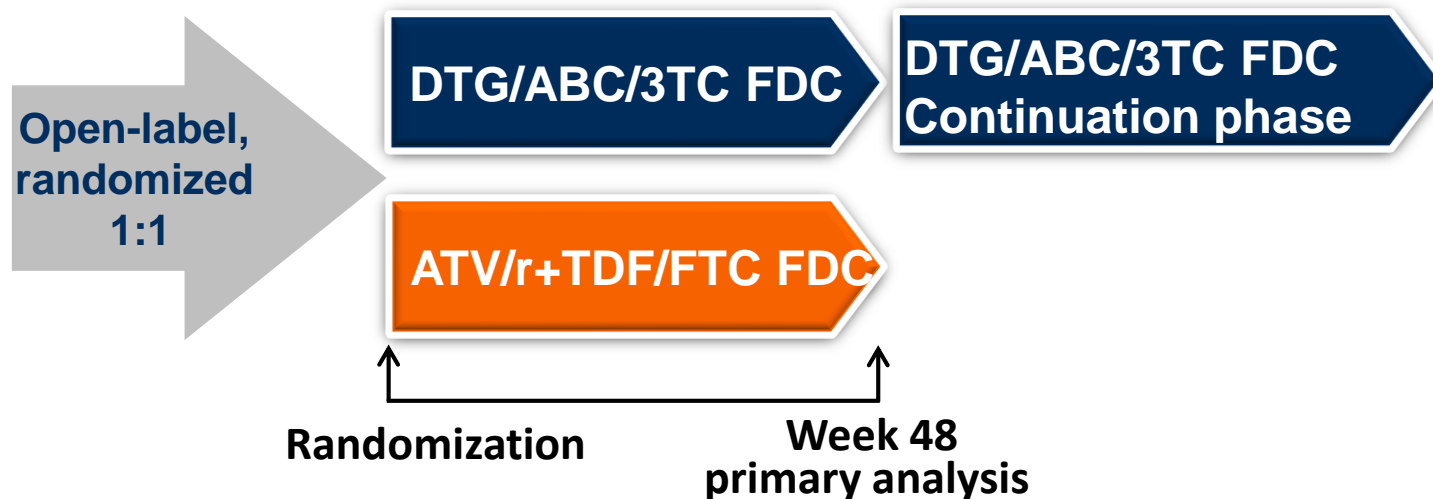 Open-label,
randomized
1:1
DTG/ABC/3TC FDC
DTG/ABC/3TC FDC
Continuation phase
ATV/r+TDF/FTC FDC
Randomization
Week 48
primary analysis